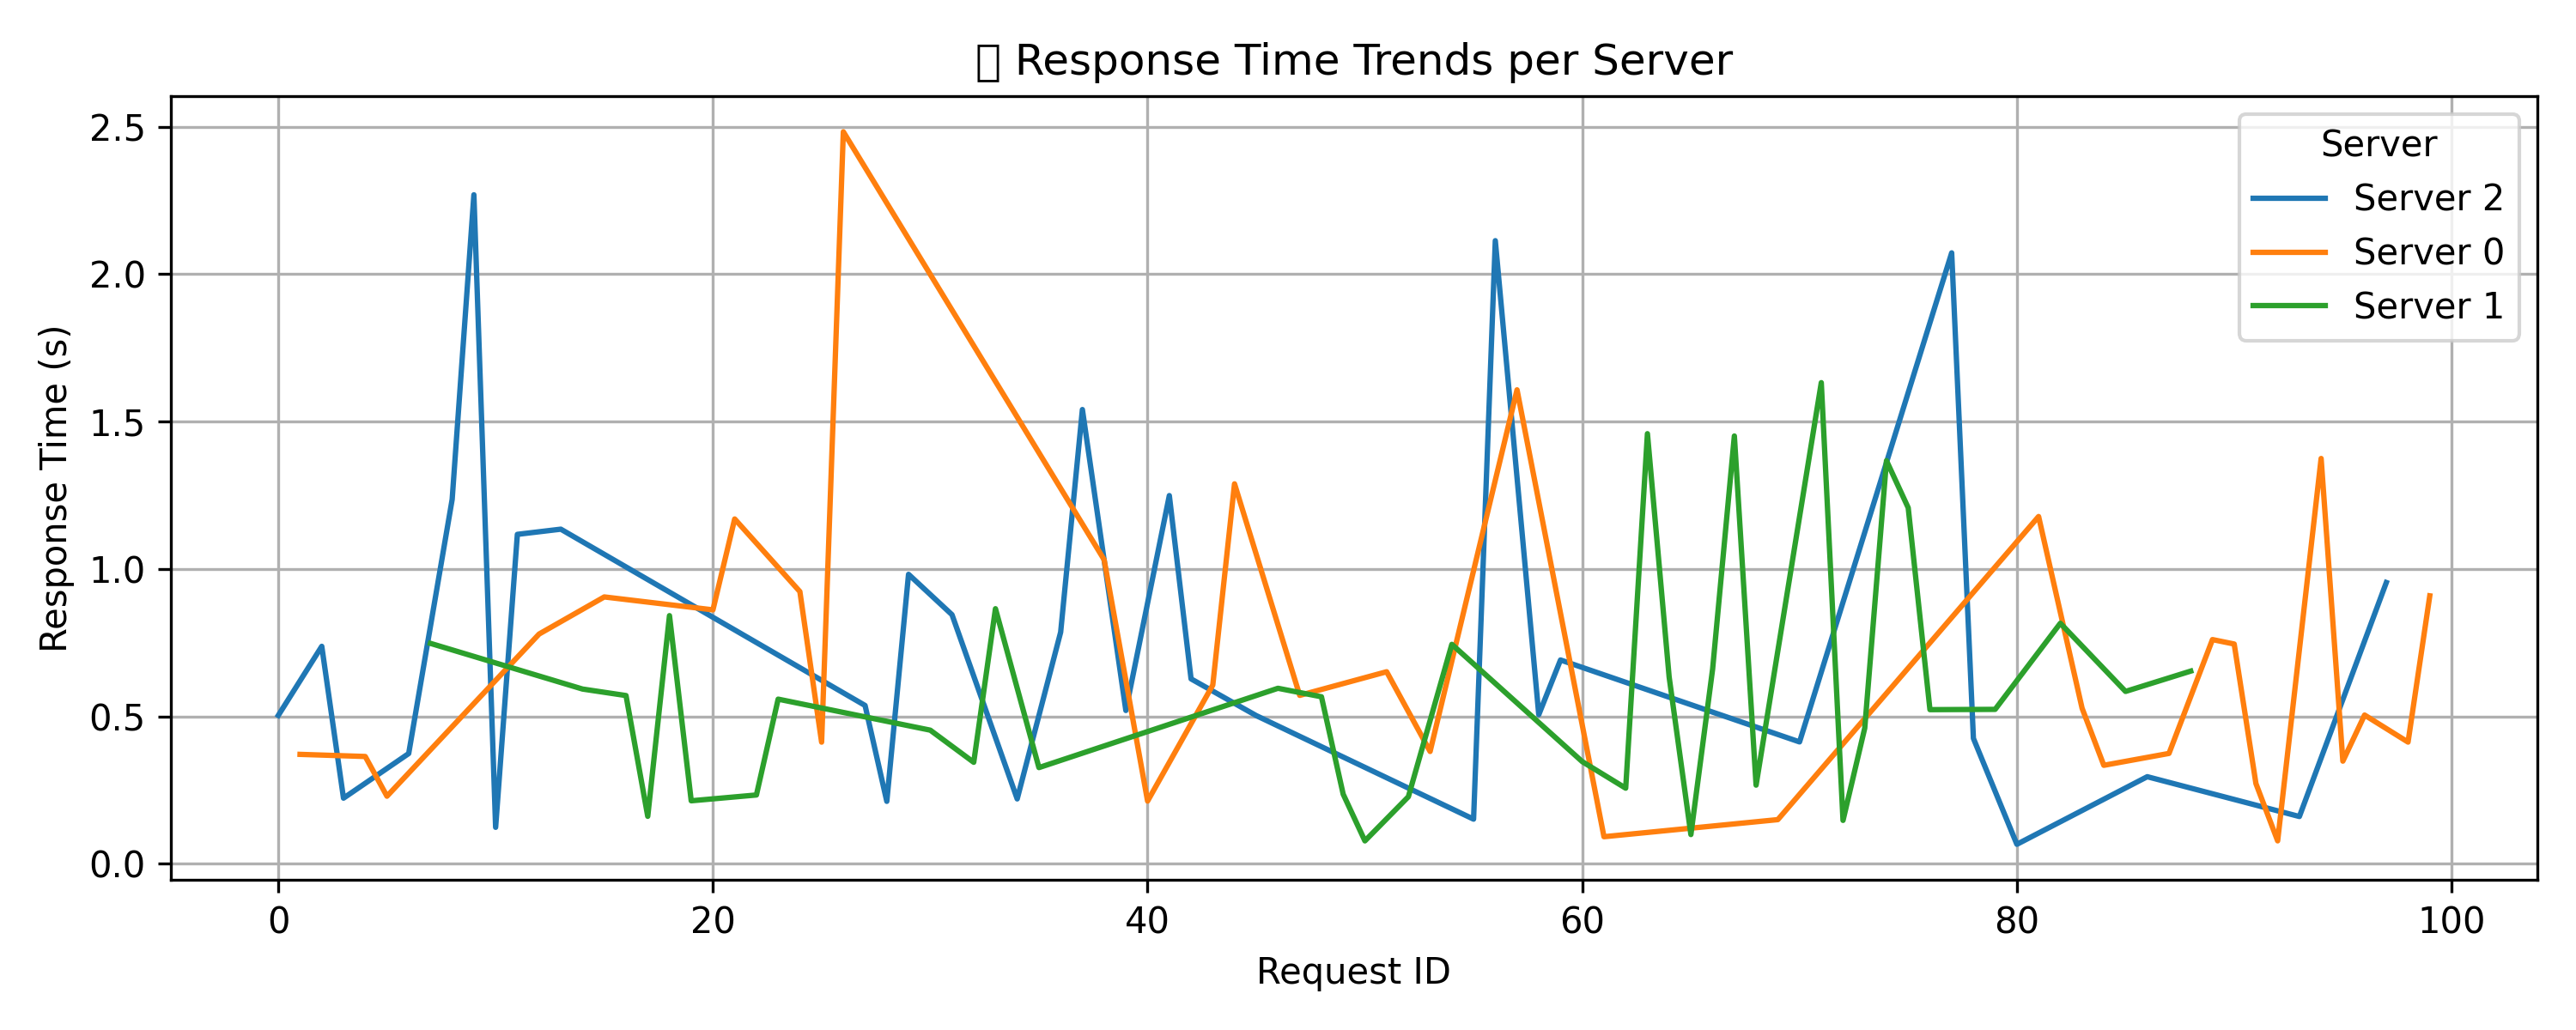 Response Time Trends per Server
2.5
2.0
1.5
1.0
0.5
0.0
Response Time (s)
0
20
40
60
80
100
Request ID
Server
Server 2
Server 0
Server 1